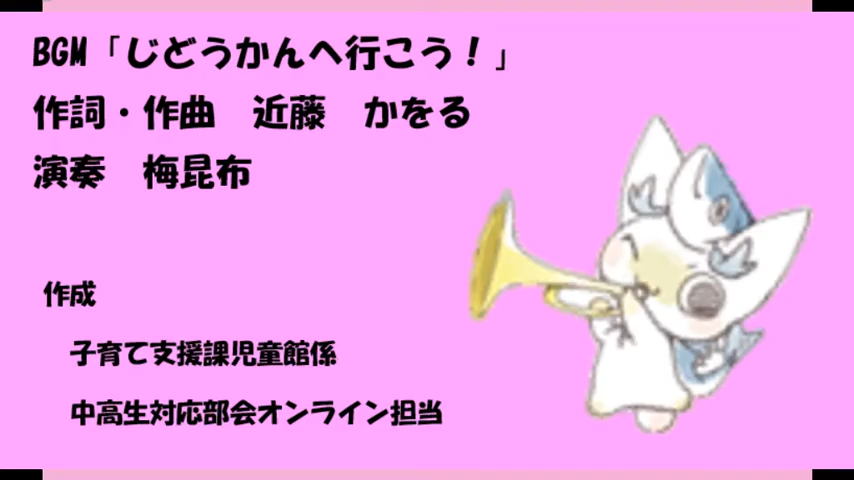 BGM「じどうかんへ行こう！」
作詞・作曲　近藤　かをる
演奏　梅昆布
作成
子育て支援課児童館係
中高生対応部会オンライン担当